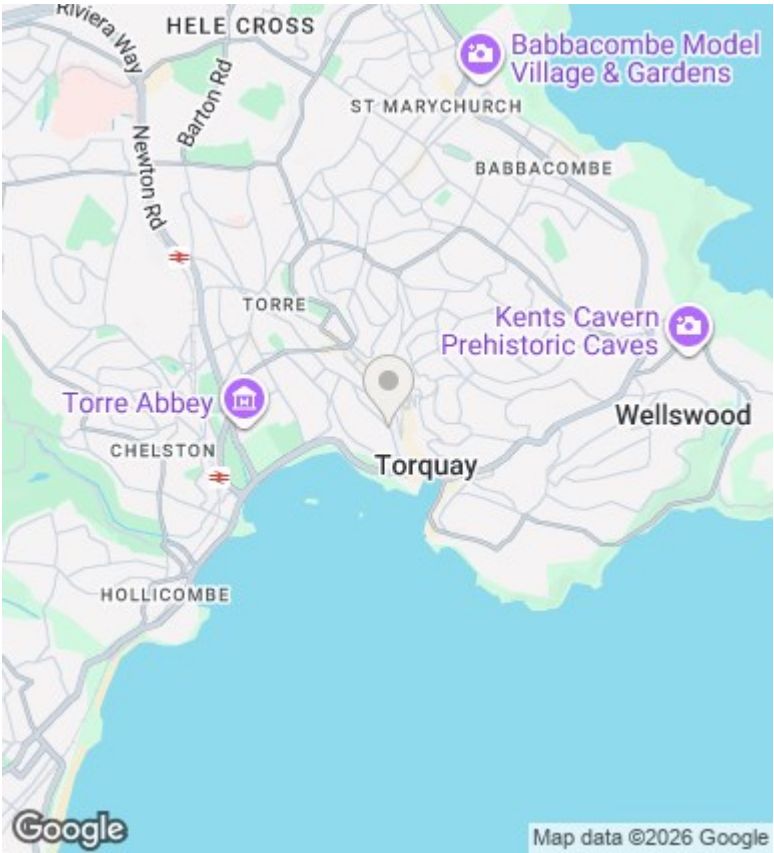 Riviera Way
HELE CROSS
Barton Rd
Newton Rd
Babbacombe Model
Village & Gardens
ST MARYCHURCH
BABBACOMBE
TORRE
Kents Cavern
Prehistoric Caves
Torre Abbey
Wellswood
CHELSTON
Torquay
HOLLICOMBE
Google
Map data ©2026 Google